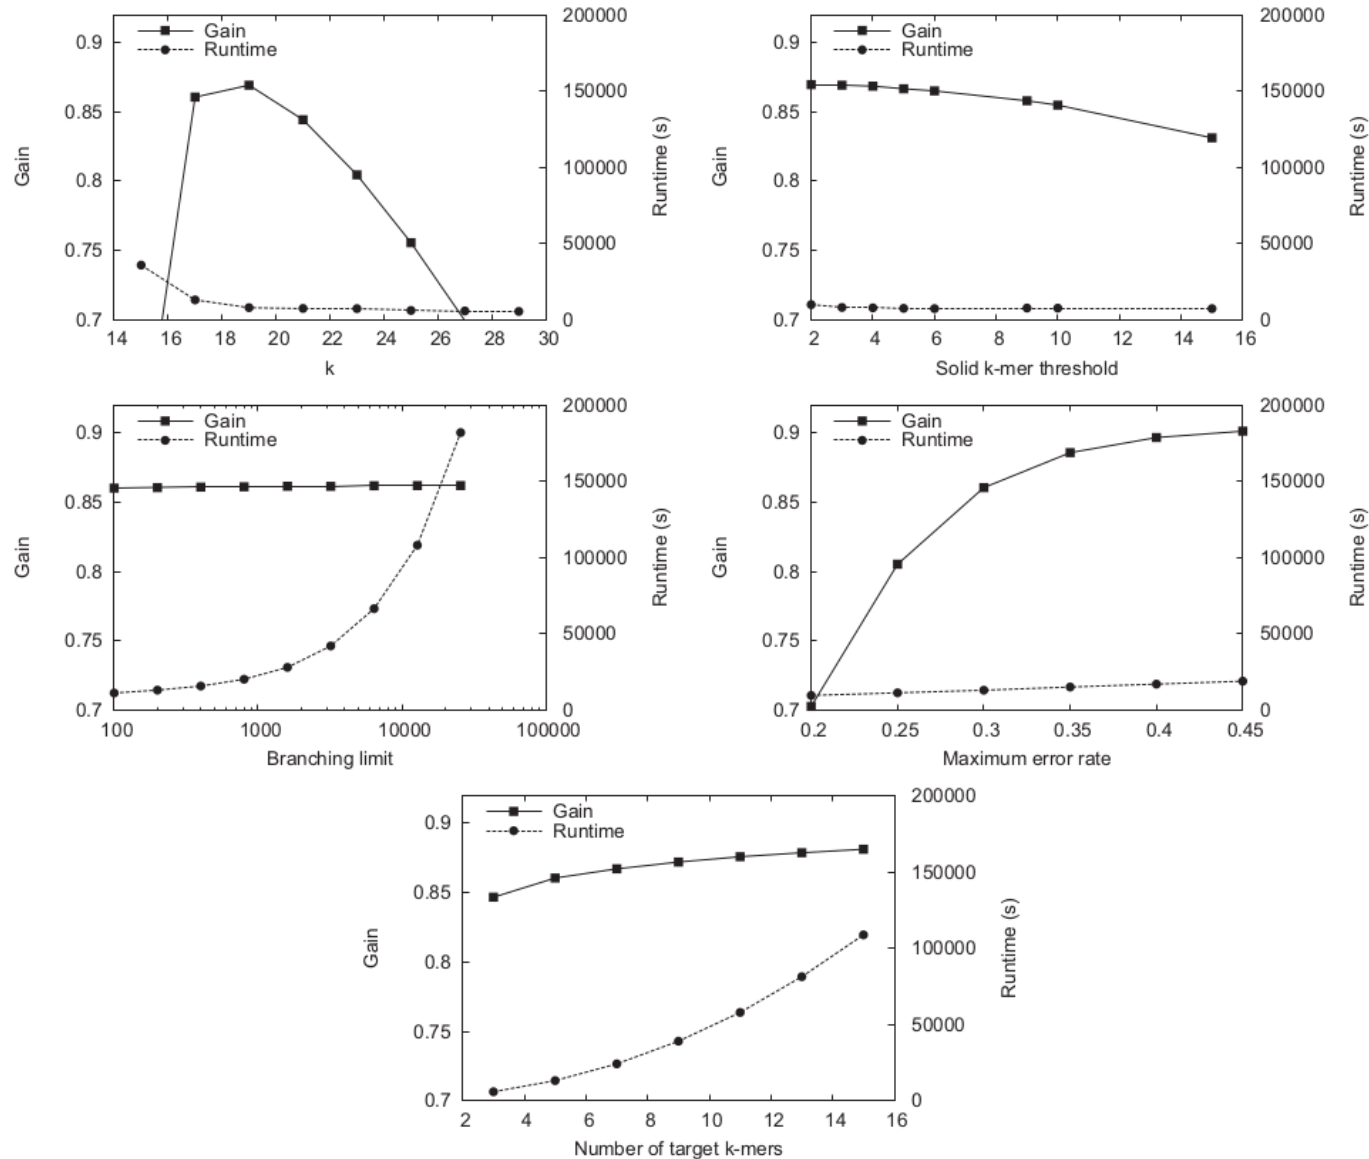 Gain
Runtime
0.9
0.85
0.8
0.75
0.7
200000
150000
100000
50000
0
14 16 18 20 22 24 26 28 30
k
Gain
Runtime (s)
Gain
Runtime
0.9
0.85
0.8
0.75
0.7
200000
150000
100000
50000
0
2 4 6 8 10 12 14 16
Solid k-mer threshold
Gain
Runtime (s)
Gain
Runtime
0.9
0.85
0.8
0.75
0.7
200000
150000
100000
50000
0
100 1000 10000 100000
Branching limit
Gain
Runtime (s)
Gain
Runtime
0.9
0.85
0.8
0.75
0.7
200000
150000
100000
50000
0
0.2 0.25 0.3 0.35 0.4 0.45
Maximum error rate
Gain
Runtime (s)
Gain
Runtime
0.9
0.85
0.8
0.75
0.7
200000
150000
100000
50000
0
2 4 6 8 10 12 14 16
Number of target k-mers
Gain
Runtime (s)